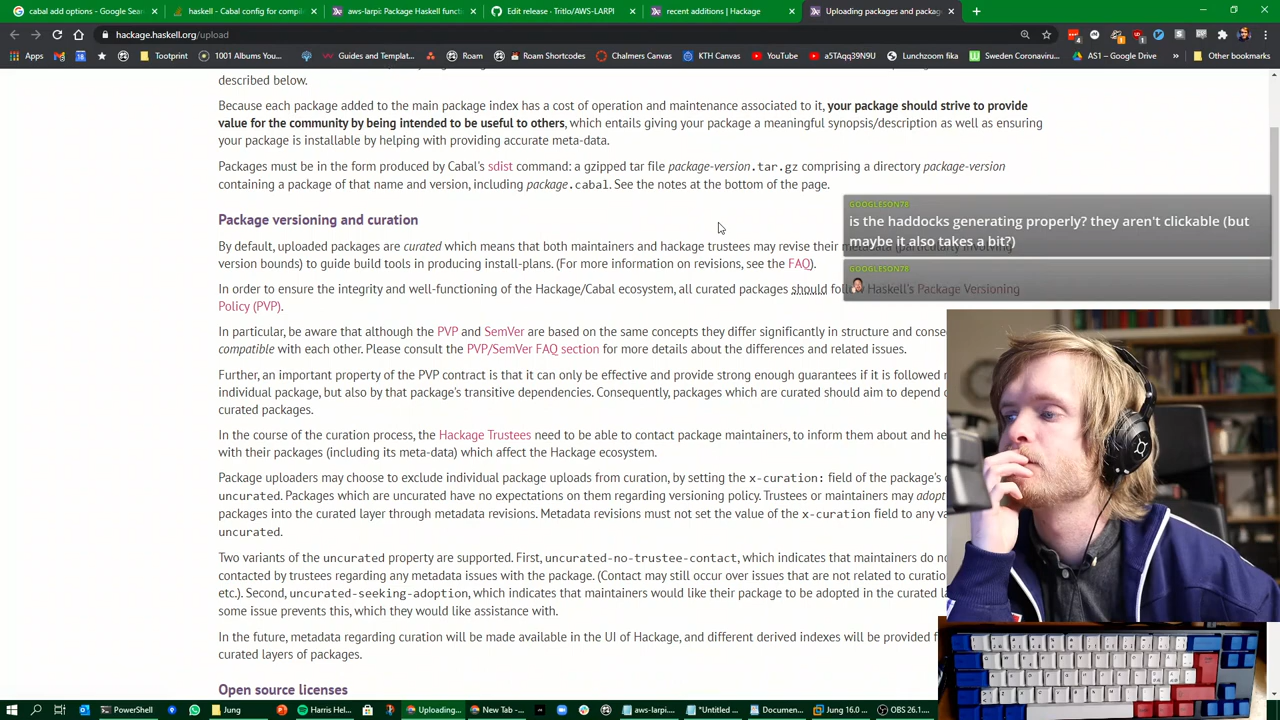 cabal add options - Google Sear
haskell - Cabal config for compile
aws-larpi: Package Haskell funct
Edit release · Tritlo/AWS-LARPI
recent additions | Hackage
Uploading packages and package
hackage.haskell.org/upload
Apps
Tootprint
1001 Albums You...
Guides and Templat...
Roam
Roam Shortcodes
Chalmers Canvas
KTH Canvas
YouTube
a5TAqq39N9U
Lunchzoom fika
Sweden Coronaviru...
AS1 – Google Drive
Other bookmarks
described below.
Because each package added to the main package index has a cost of operation and maintenance associated to it, your package should strive to provide
value for the community by being intended to be useful to others, which entails giving your package a meaningful synopsis/description as well as ensuring
your package is installable by helping with providing accurate meta-data.
Packages must be in the form produced by Cabal's sdist command: a gzipped tar file package-version.tar.gz comprising a directory package-version
containing a package of that name and version, including package.cabal. See the notes at the bottom of the page.
GOOGLESON78
is the haddocks generating properly? they aren't clickable (but
maybe it also takes a bit?)
GOOGLESON78
Package versioning and curation
By default, uploaded packages are curated which means that both maintainers and hackage trustees may revise their metadata (particularly involving
version bounds) to guide build tools in producing install-plans. (For more information on revisions, see the FAQ).
In order to ensure the integrity and well-functioning of the Hackage/Cabal ecosystem, all curated packages should follow Haskell's Package Versioning
Policy (PVP).
In particular, be aware that although the PVP and SemVer are based on the same concepts they differ significantly in structure and conse
compatible with each other. Please consult the PVP/SemVer FAQ section for more details about the differences and related issues.
Further, an important property of the PVP contract is that it can only be effective and provide strong enough guarantees if it is followed
individual package, but also by that package's transitive dependencies. Consequently, packages which are curated should aim to depend
curated packages.
In the course of the curation process, the Hackage Trustees need to be able to contact package maintainers, to inform them about and he
with their packages (including its meta-data) which affect the Hackage ecosystem.
Package uploaders may choose to exclude individual package uploads from curation, by setting the x-curation: field of the package's
uncurated. Packages which are uncurated have no expectations on them regarding versioning policy. Trustees or maintainers may adopt
packages into the curated layer through metadata revisions. Metadata revisions must not set the value of the x-curation field to any va
uncurated.
Two variants of the uncurated property are supported. First, uncurated-no-trustee-contact, which indicates that maintainers do no
contacted by trustees regarding any metadata issues with the package. (Contact may still occur over issues that are not related to curatio
etc.). Second, uncurated-seeking-adoption, which indicates that maintainers would like their package to be adopted in the curated la
some issue prevents this, which they would like assistance with.
In the future, metadata regarding curation will be made available in the UI of Hackage, and different derived indexes will be provided f
curated layers of packages.
Open source licenses
PowerShell
Jung
Harris Hel...
Uploading...
New Tab -...
aws-larpi...
*Untitled ...
Documen...
Jung 16.0 ...
OBS 26.1....